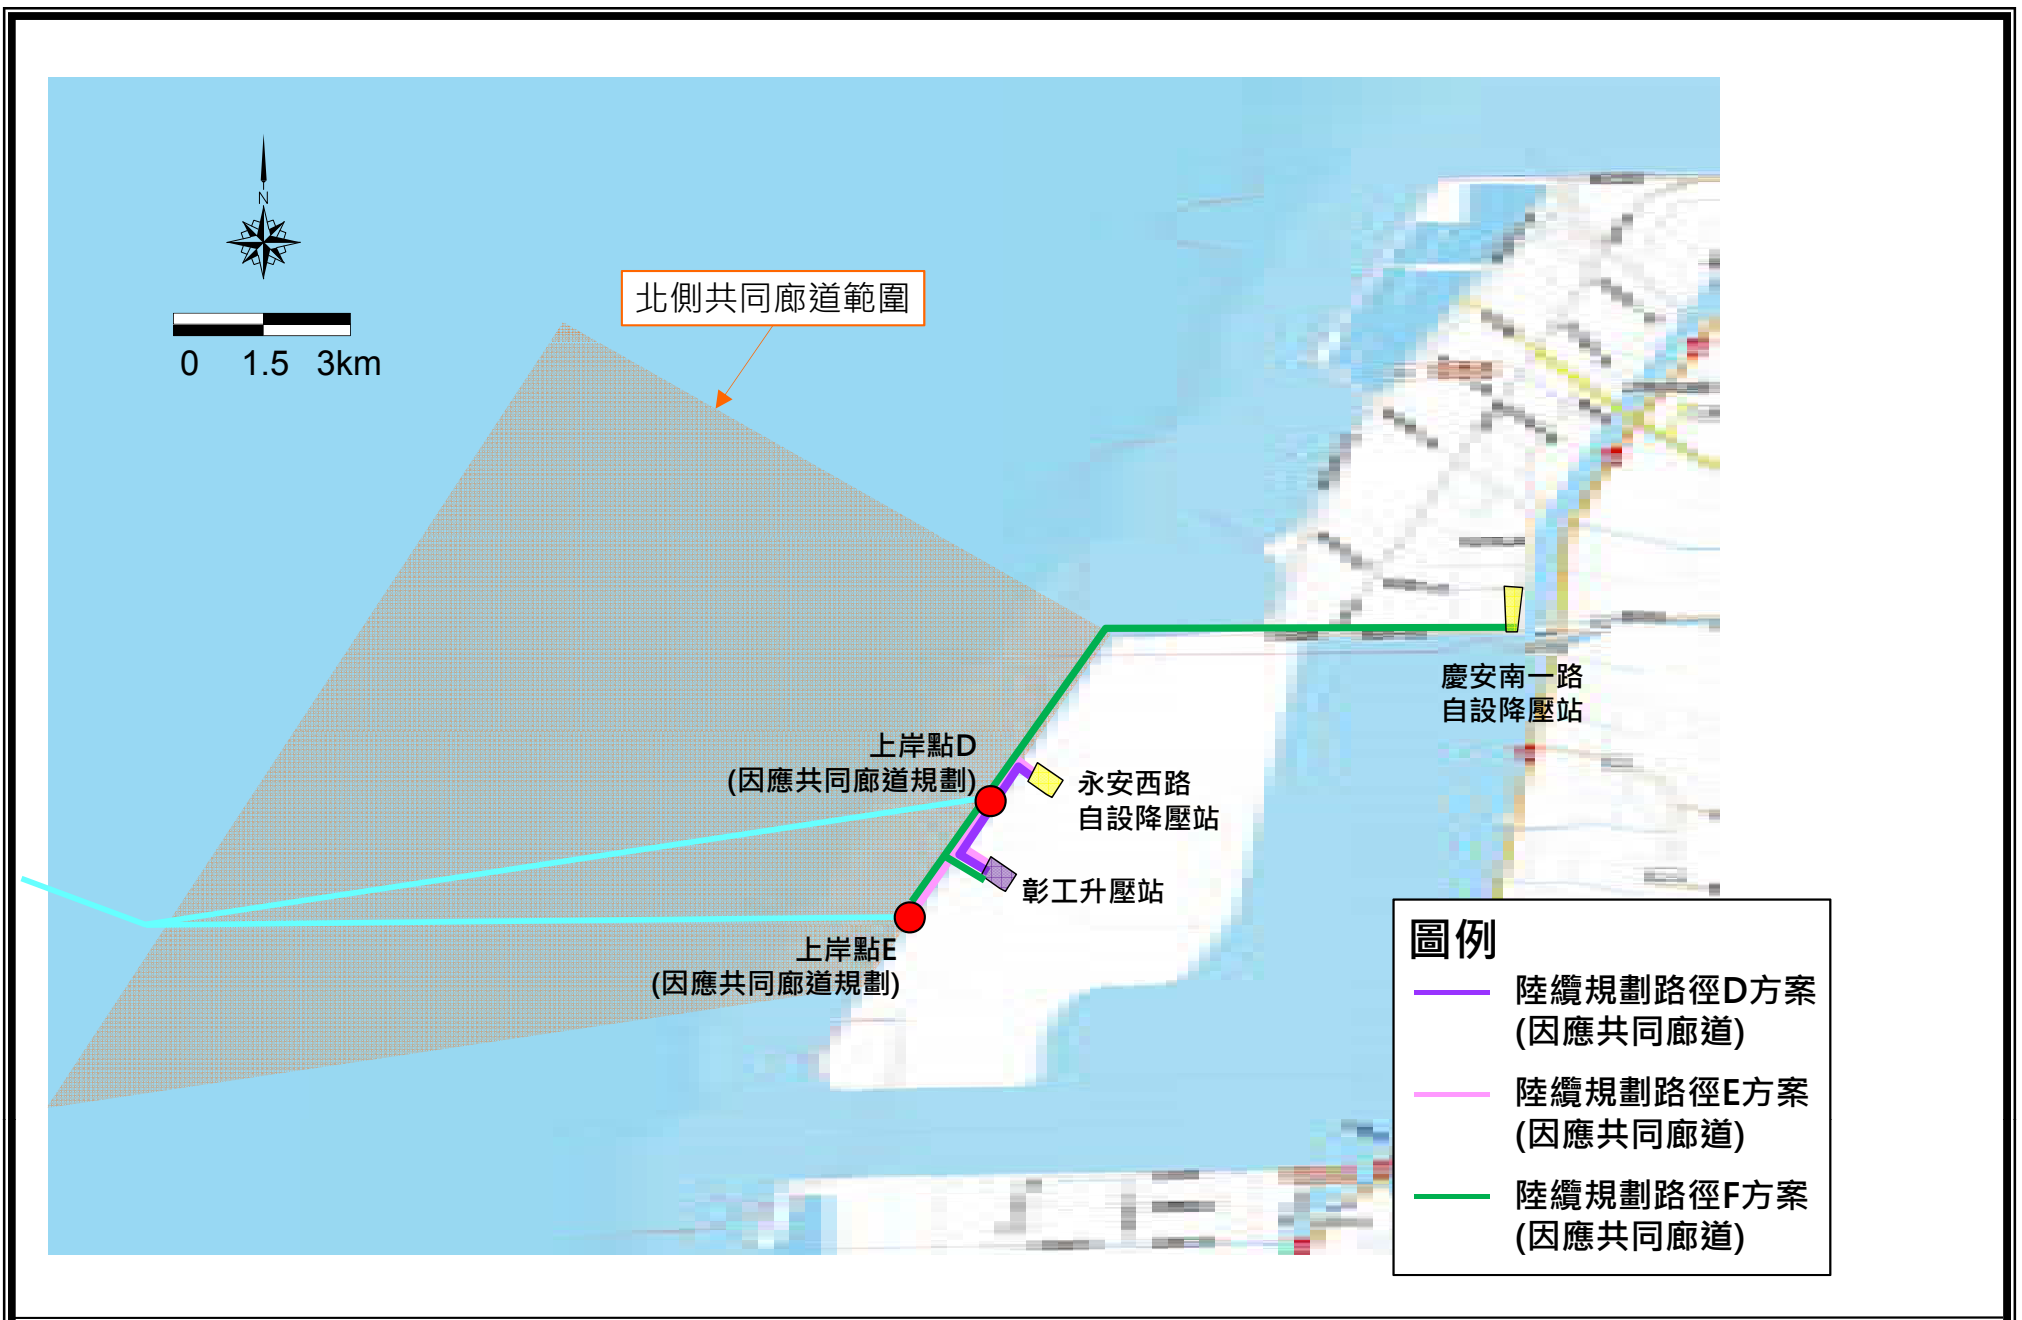 N
0 1.5 3km
北側共同廊道範圍
慶安南一路
自設降壓站
上岸點D
(因應共同廊道規劃)
永安西路
自設降壓站
彰工升壓站
上岸點E
(因應共同廊道規劃)
圖例
陸纜規劃路徑D方案
(因應共同廊道)
陸纜規劃路徑E方案
(因應共同廊道)
陸纜規劃路徑F方案
(因應共同廊道)